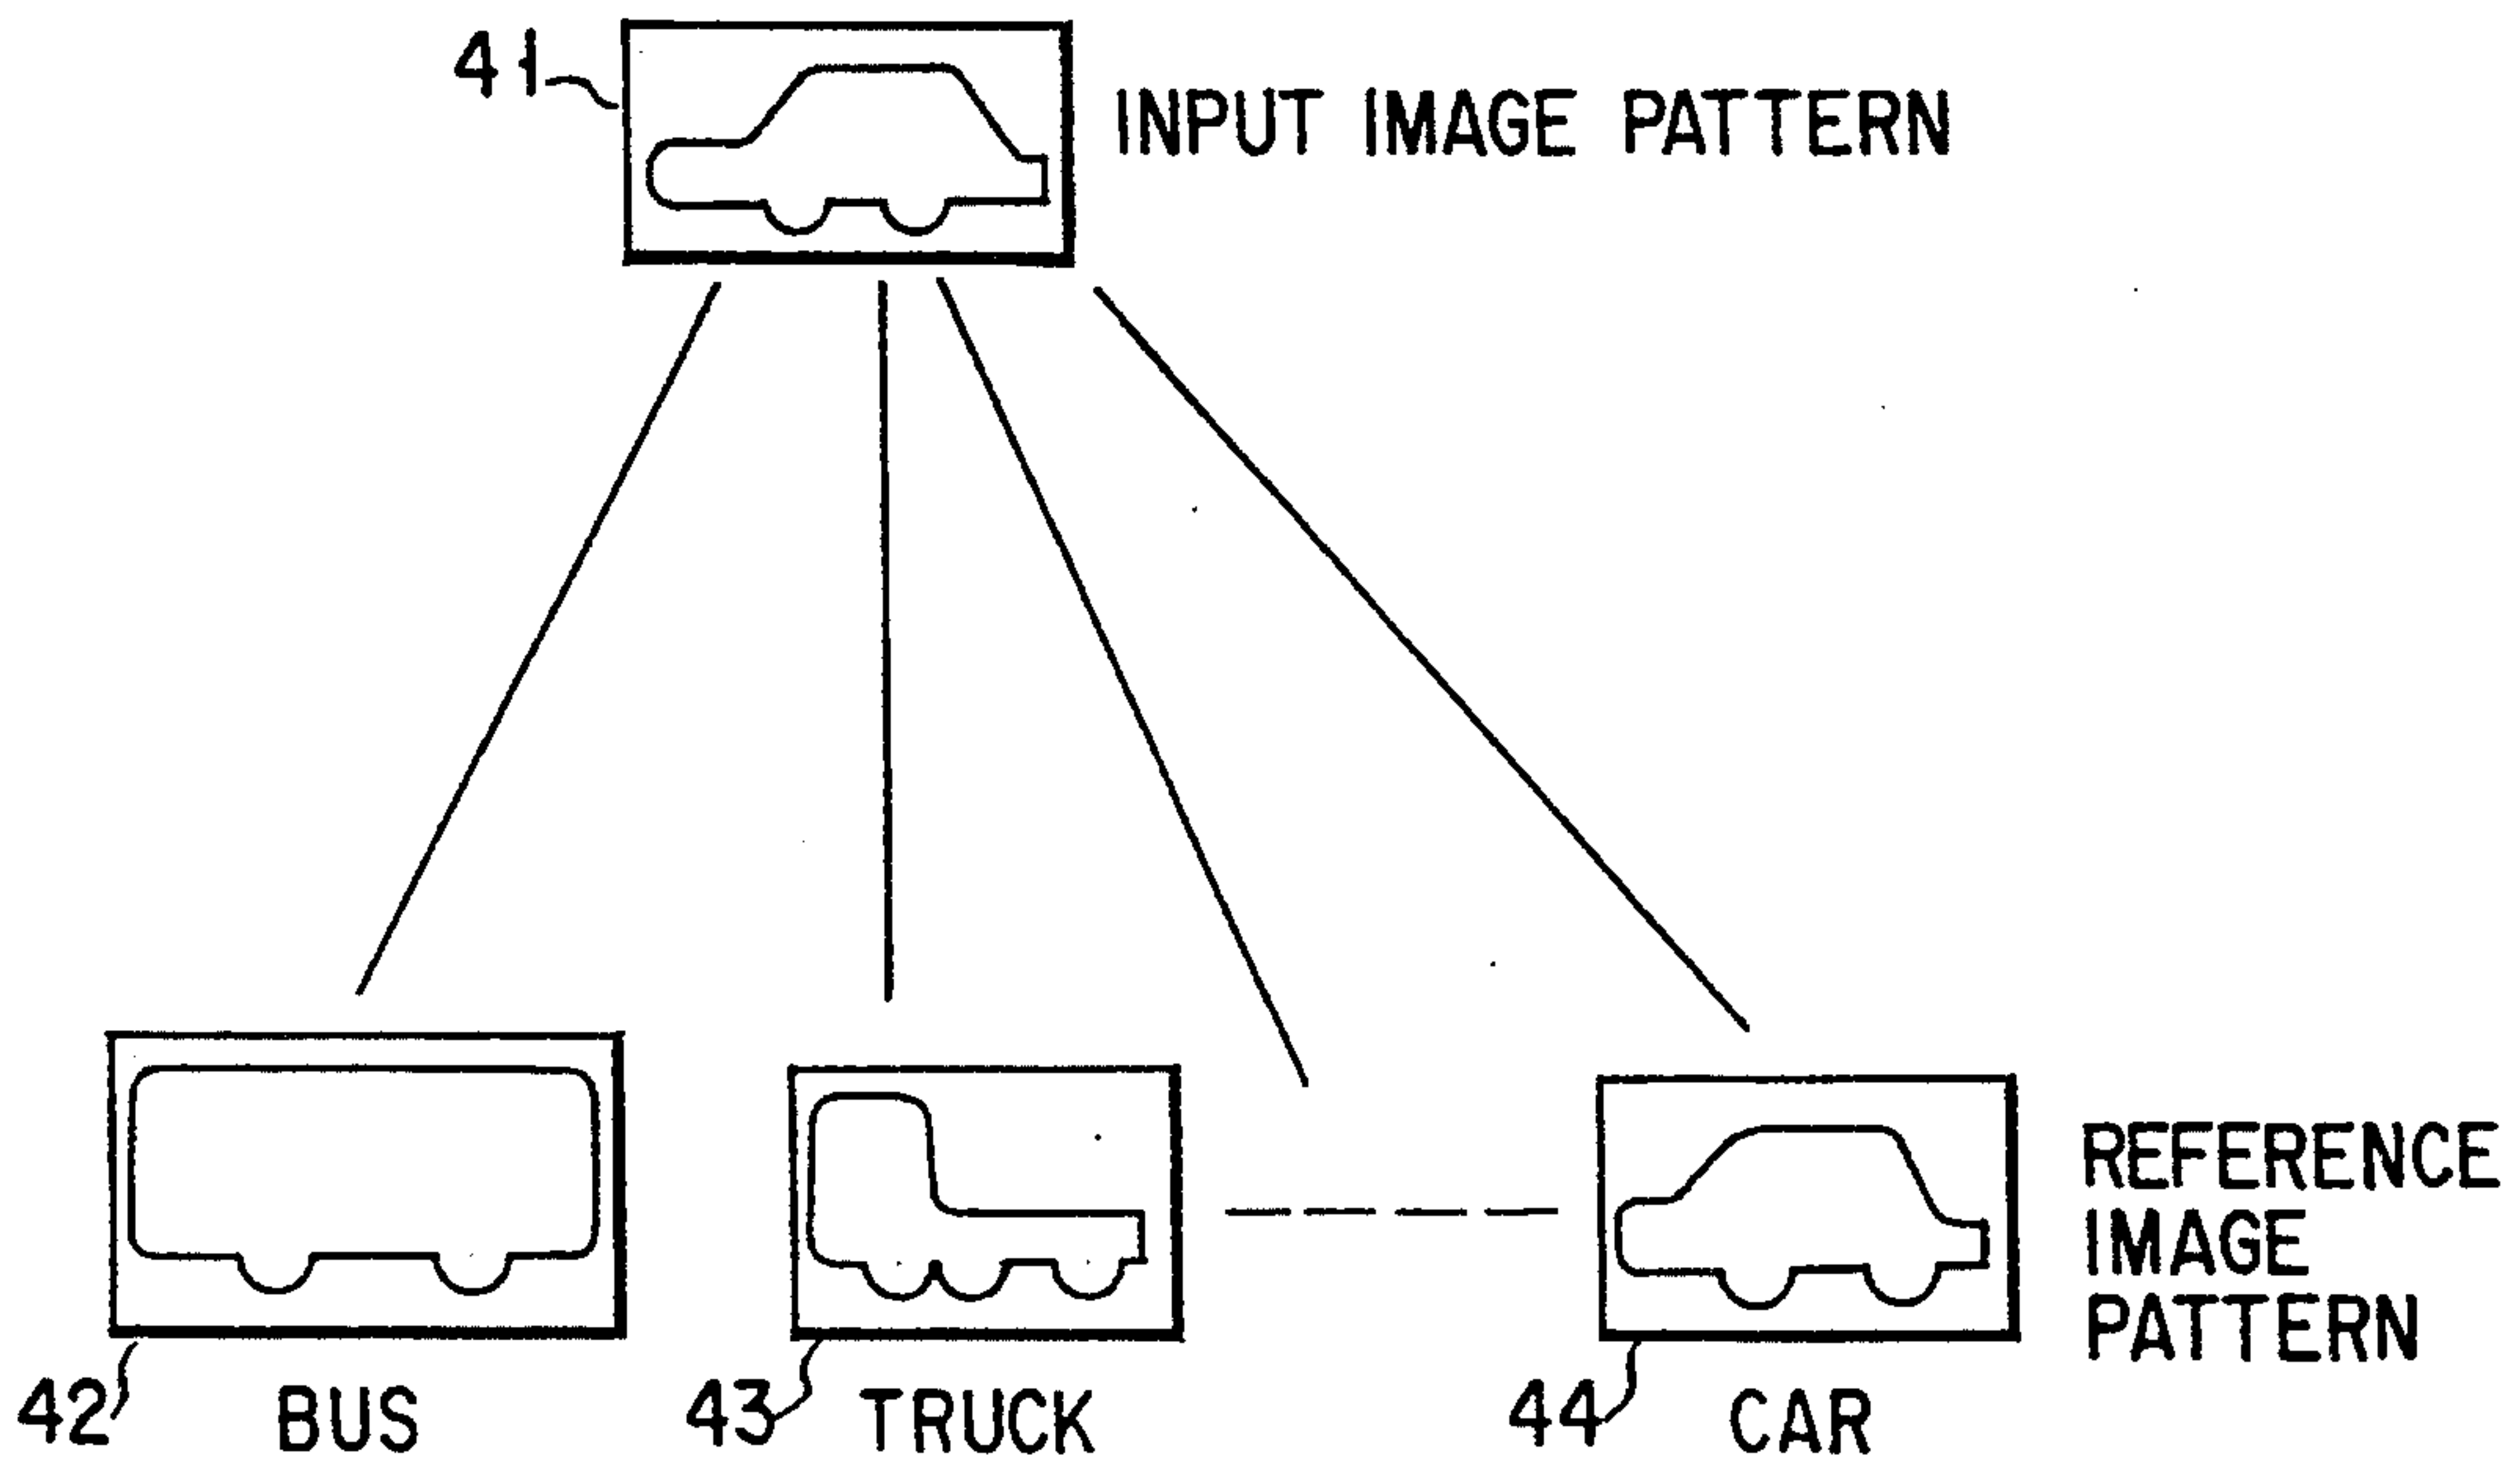 41
INPUT IMAGE PATTERN
REFERENCE
IMAGE
PATTERN
42 BUS
43 TRUCK
44 CAR